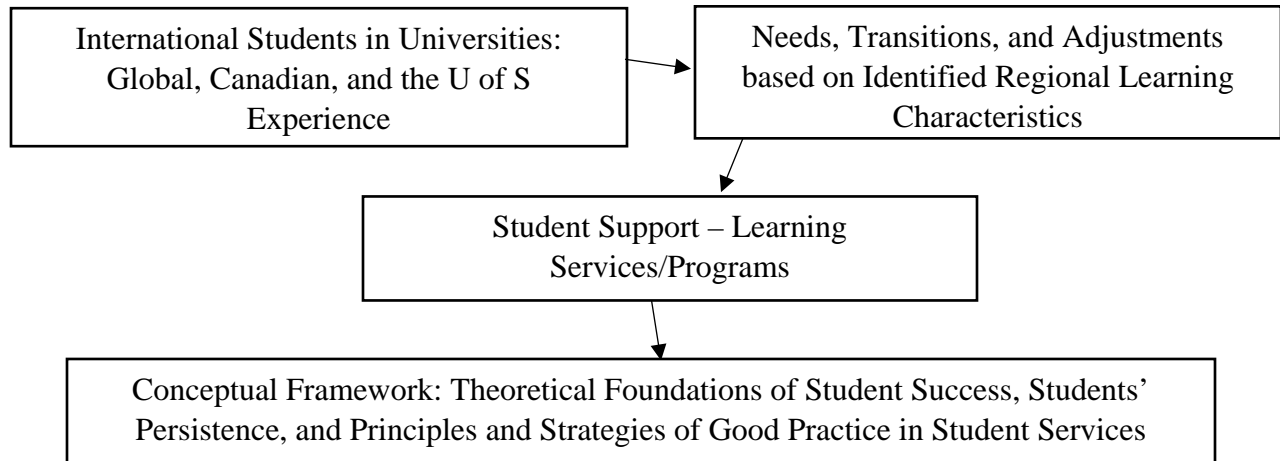 International Students in Universities:
Global, Canadian, and the U of S
Experience
Needs, Transitions, and Adjustments
based on Identified Regional Learning
Characteristics
Student Support – Learning
Services/Programs
Conceptual Framework: Theoretical Foundations of Student Success, Students’
Persistence, and Principles and Strategies of Good Practice in Student Services